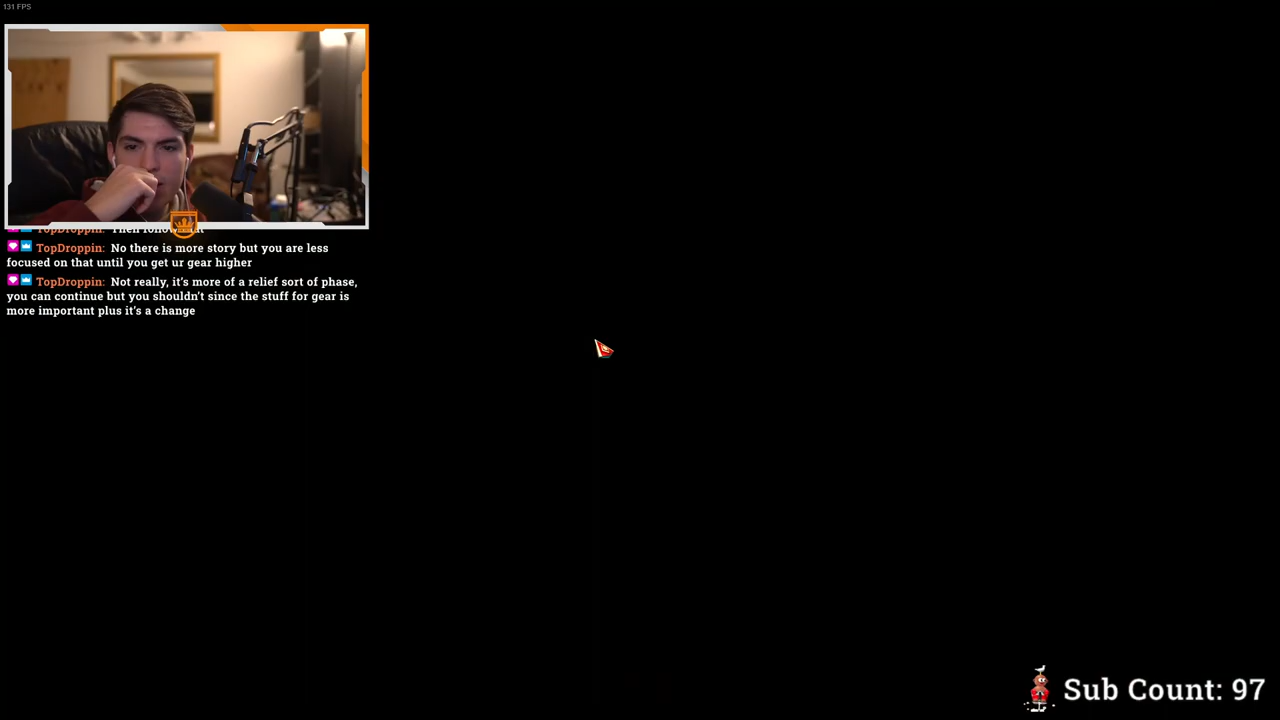 131 FPS
TopDroppin: Then follow
TopDroppin: No there is more story but you are less
focused on that until you get ur gear higher
TopDroppin: Not really, it's more of a relief sort of phase,
you can continue but you shouldn't since the stuff for gear is
more important plus it's a change
Sub Count: 97